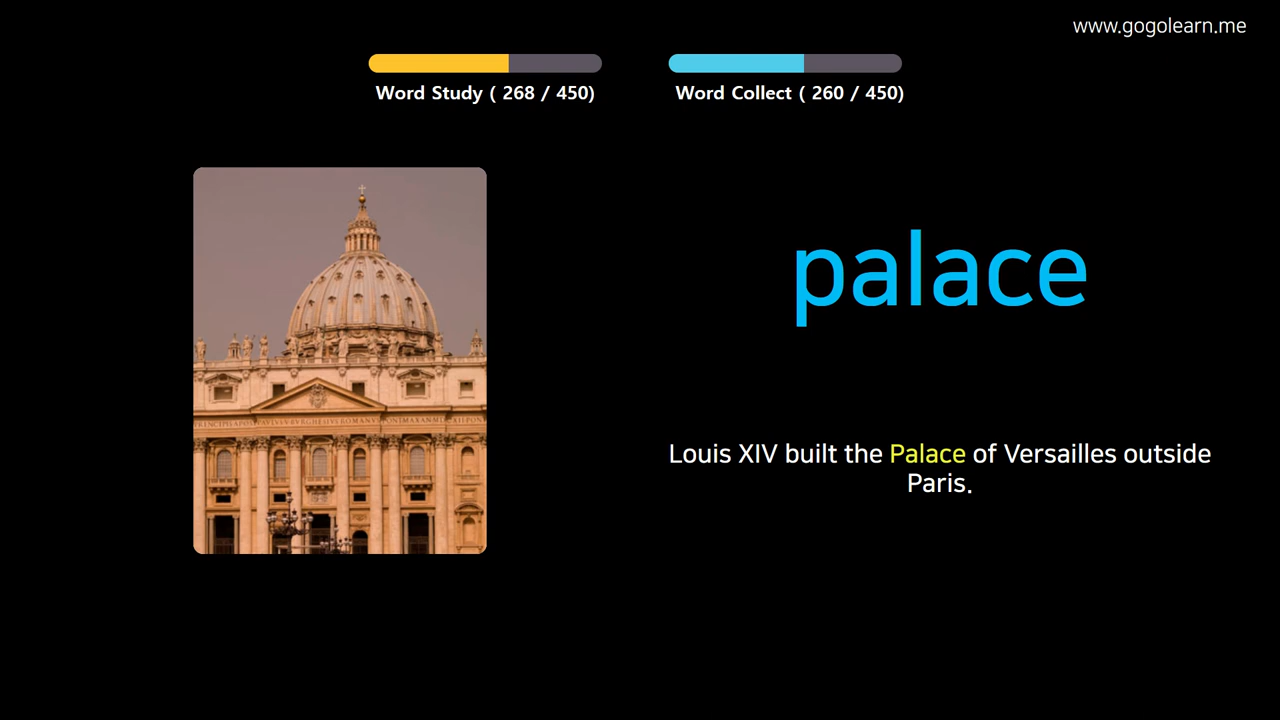 www.gogolearn.me
Word Study ( 268 / 450)
Word Collect ( 260 / 450)
palace
Louis XIV built the Palace of Versailles outside
Paris.